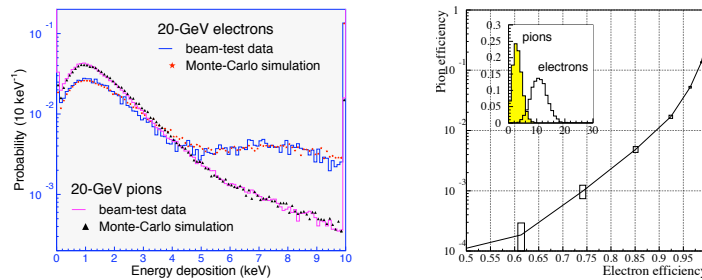 20-GeV electrons
beam-test data
Monte-Carlo simulation
20-GeV pions
beam-test data
Monte-Carlo simulation
Probability (10 keV⁻¹)
10⁻¹
10⁻²
10⁻³
0 1 2 3 4 5 6 7 8 9 10
Energy deposition (keV)
Pion efficiency
1
10⁻¹
10⁻²
10⁻³
10⁻⁴
0.3
0.25
0.2
0.15
0.1
0.05
0
0 10 20 30
pions
electrons
0.5 0.55 0.6 0.65 0.7 0.75 0.8 0.85 0.9 0.95
Electron efficiency